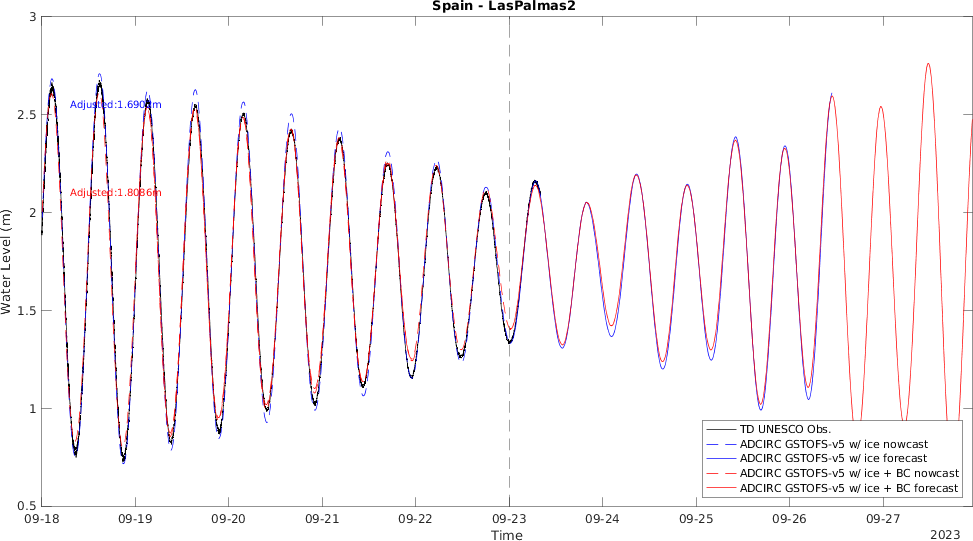 Spain - LasPalmas2
3
2.5
2
1.5
1
0.5
Water Level (m)
Adjusted:1.6901m
Adjusted:1.8086m
TD UNESCO Obs.
ADCIRC GSTOFS-v5 w/ ice nowcast
ADCIRC GSTOFS-v5 w/ ice forecast
ADCIRC GSTOFS-v5 w/ ice + BC nowcast
ADCIRC GSTOFS-v5 w/ ice + BC forecast
09-18 09-19 09-20 09-21 09-22 09-23 09-24 09-25 09-26 09-27
Time
2023